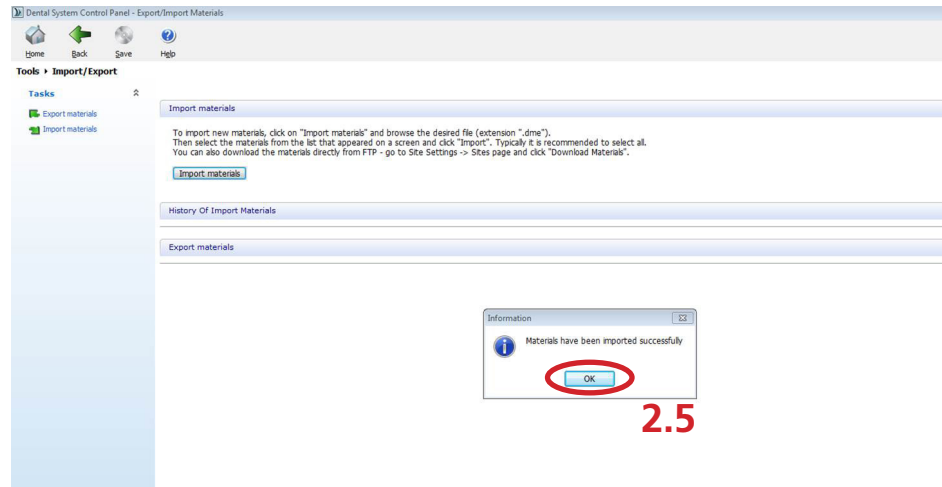 Dental System Control Panel - Export/Import Materials
Home Back Save Help
Tools ▸ Import/Export
Tasks
Export materials
Import materials
Import materials
To import new materials, click on "Import materials" and browse the desired file (extension ".dme").
Then select the materials from the list that appeared on a screen and click "Import". Typically it is recommended to select all.
You can also download the materials directly from FTP - go to Site Settings -> Sites page and click "Download Materials".
Import materials
History Of Import Materials
Export materials
Information
Materials have been imported successfully
OK
2.5